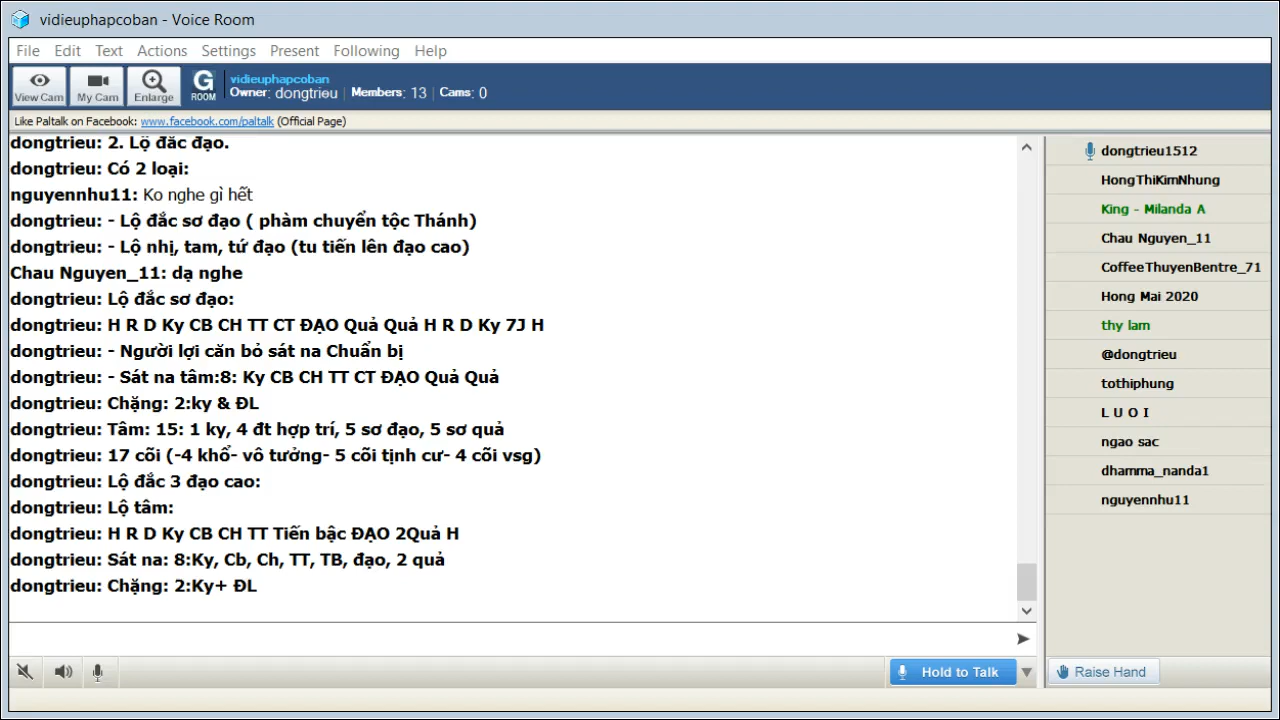 vidieuphapcoban - Voice Room
File Edit Text Actions Settings Present Following Help
View Cam My Cam Enlarge G ROOM
vidieuphapcoban
Owner: dongtrieu | Members: 13 | Cams: 0
Like Paltalk on Facebook: www.facebook.com/paltalk (Official Page)
dongtrieu: 2. Lộ đắc đạo.
dongtrieu: Có 2 loại:
nguyennhu11: Ko nghe gì hết
dongtrieu: - Lộ đắc sơ đạo ( phàm chuyển tộc Thánh)
dongtrieu: - Lộ nhị, tam, tứ đạo (tu tiến lên đạo cao)
Chau Nguyen_11: dạ nghe
dongtrieu: Lộ đắc sơ đạo:
dongtrieu: H R D Ky CB CH TT CT ĐẠO Quả Quả H R D Ky 7J H
dongtrieu: - Người lợi căn bỏ sát na Chuẩn bị
dongtrieu: - Sát na tâm:8: Ky CB CH TT CT ĐẠO Quả Quả
dongtrieu: Chặng: 2:ky & ĐL
dongtrieu: Tâm: 15: 1 ky, 4 đt hợp trí, 5 sơ đạo, 5 sơ quả
dongtrieu: 17 cõi (-4 khổ- vô tưởng- 5 cõi tịnh cư- 4 cõi vsg)
dongtrieu: Lộ đắc 3 đạo cao:
dongtrieu: Lộ tâm:
dongtrieu: H R D Ky CB CH TT Tiến bậc ĐẠO 2Quả H
dongtrieu: Sát na: 8:Ky, Cb, Ch, TT, TB, đạo, 2 quả
dongtrieu: Chặng: 2:Ky+ ĐL
dongtrieu1512
HongThiKimNhung
King - Milanda A
Chau Nguyen_11
CoffeeThuyenBentre_71
Hong Mai 2020
thy lam
@dongtrieu
tothiphung
L U O I
ngao sac
dhamma_nanda1
nguyennhu11
Hold to Talk
Raise Hand